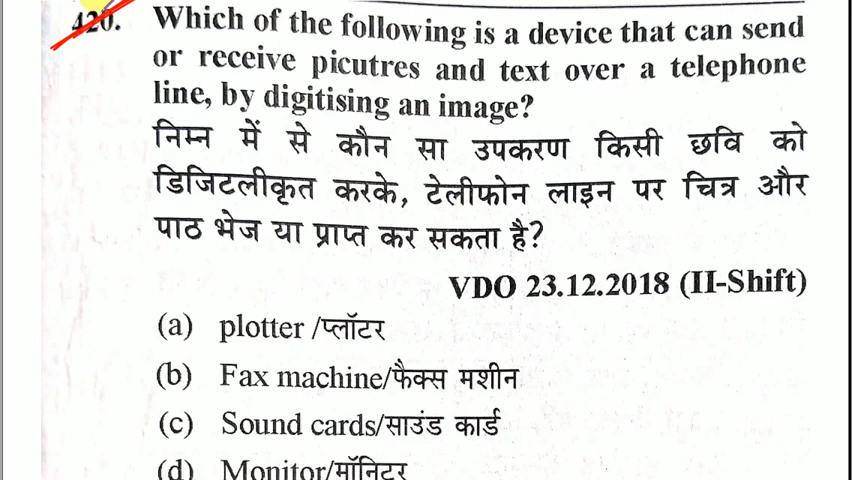 420. Which of the following is a device that can send
or receive picutres and text over a telephone
line, by digitising an image?
निम्न में से कौन सा उपकरण किसी छवि को
डिजिटलीकृत करके, टेलीफोन लाइन पर चित्र और
पाठ भेज या प्राप्त कर सकता है?
VDO 23.12.2018 (II-Shift)
(a) plotter /प्लॉटर
(b) Fax machine/फैक्स मशीन
(c) Sound cards/साउंड कार्ड
(d) Monitor/मॉनिटर